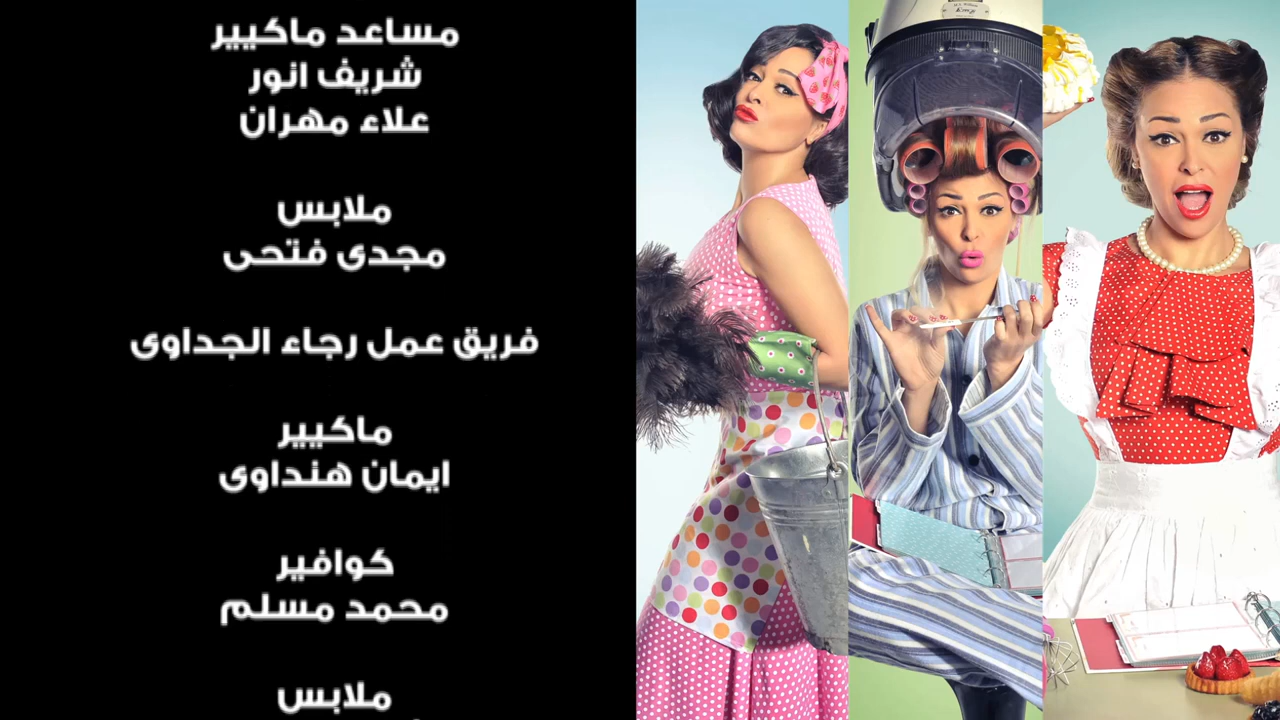 مساعد ماكيير
شريف انور
علاء مهران
ملابس
مجدى فتحى
فريق عمل رجاء الجداوى
ماكيير
ايمان هنداوى
كوافير
محمد مسلم
ملابس